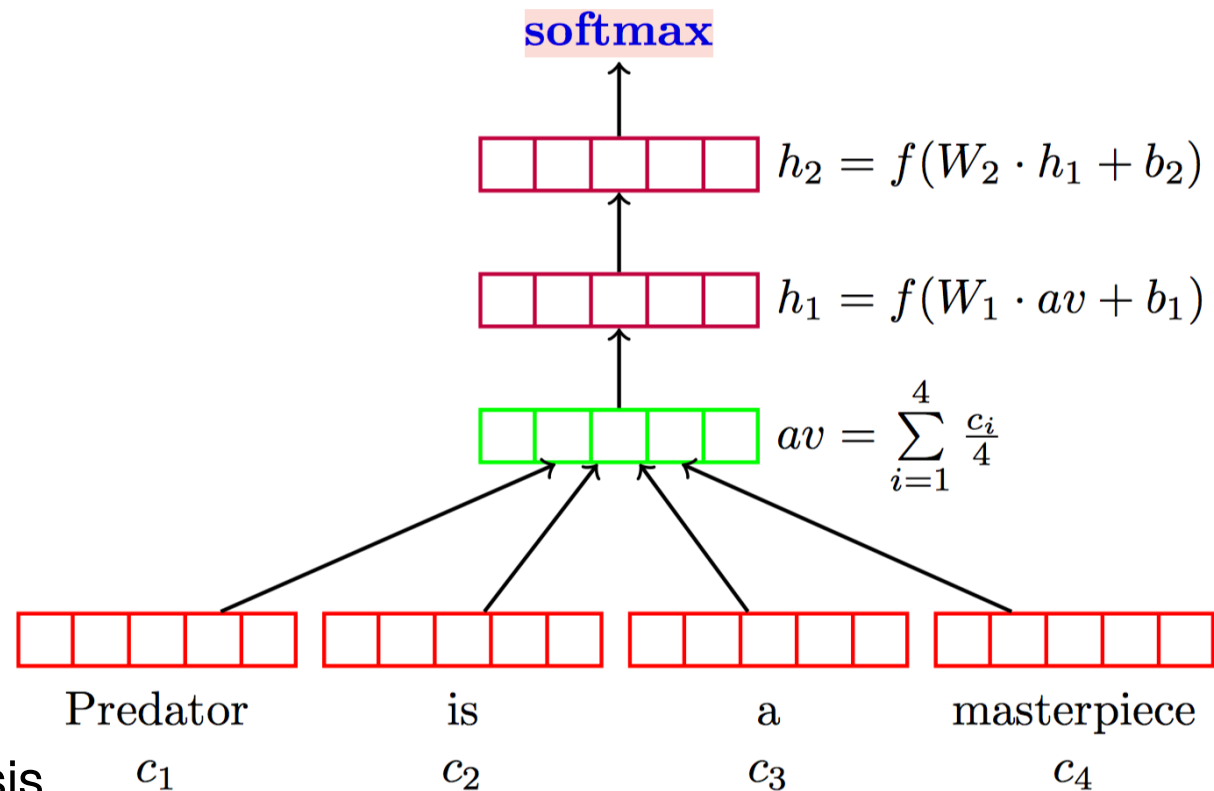 softmax
h₂ = f(W₂ · h₁ + b₂)
h₁ = f(W₁ · av + b₁)
av = ∑_{i=1}^{4} c_i/4
Predator is a masterpiece
sis c₁ c₂ c₃ c₄